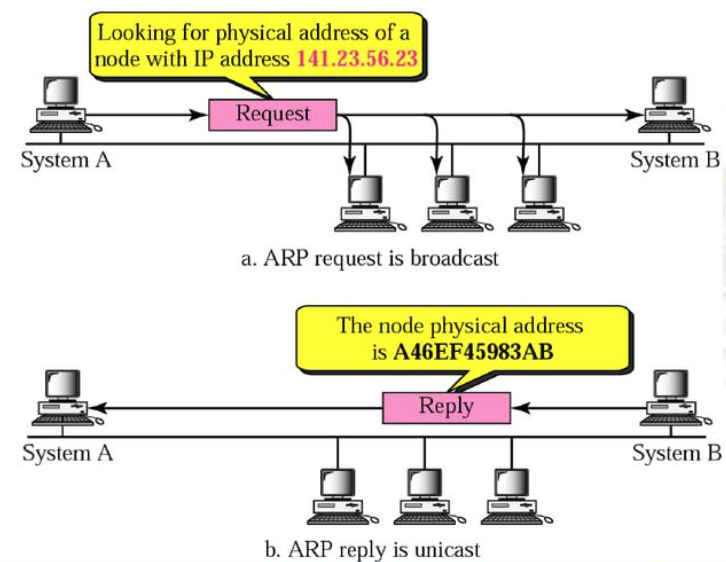 Looking for physical address of a
node with IP address 141.23.56.23
Request
System A
System B
a. ARP request is broadcast
The node physical address
is A46EF45983AB
Reply
System A
System B
b. ARP reply is unicast